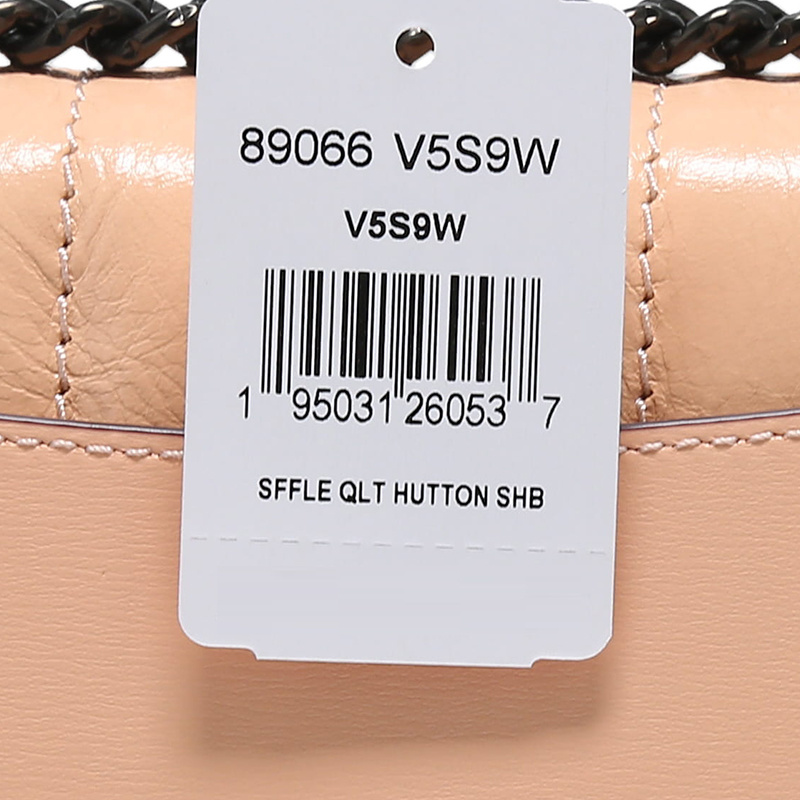 89066 V5S9W
V5S9W
1 95031 26053 7
SFFLE QLT HUTTON SHB